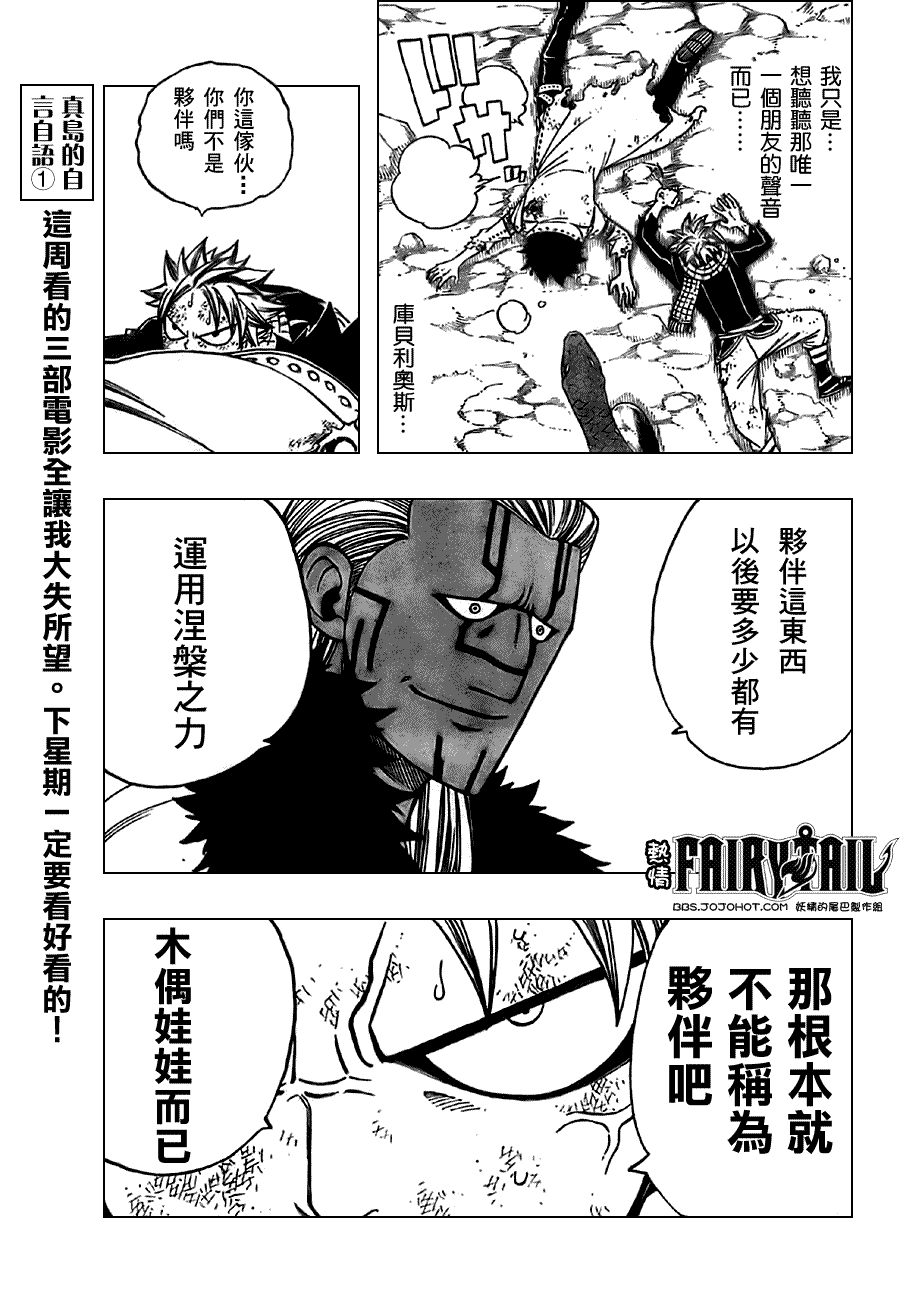 我只是…
想聽聽那唯一
一個朋友的聲音
而已……
ドサッ
庫貝利奧斯…
你這傢伙…
你們不是
夥伴嗎
夥伴這東西
以後要多少都有
運用涅槃之力
熱情
FAIRY TAIL
BBS.JOJOHOT.COM 妖精的尾巴製作組
那根本就
不能稱為
夥伴吧
木偶娃娃而已
真島的自
言自語①
這周看的三部電影全讓我大失所望。下星期一定要看好看的！